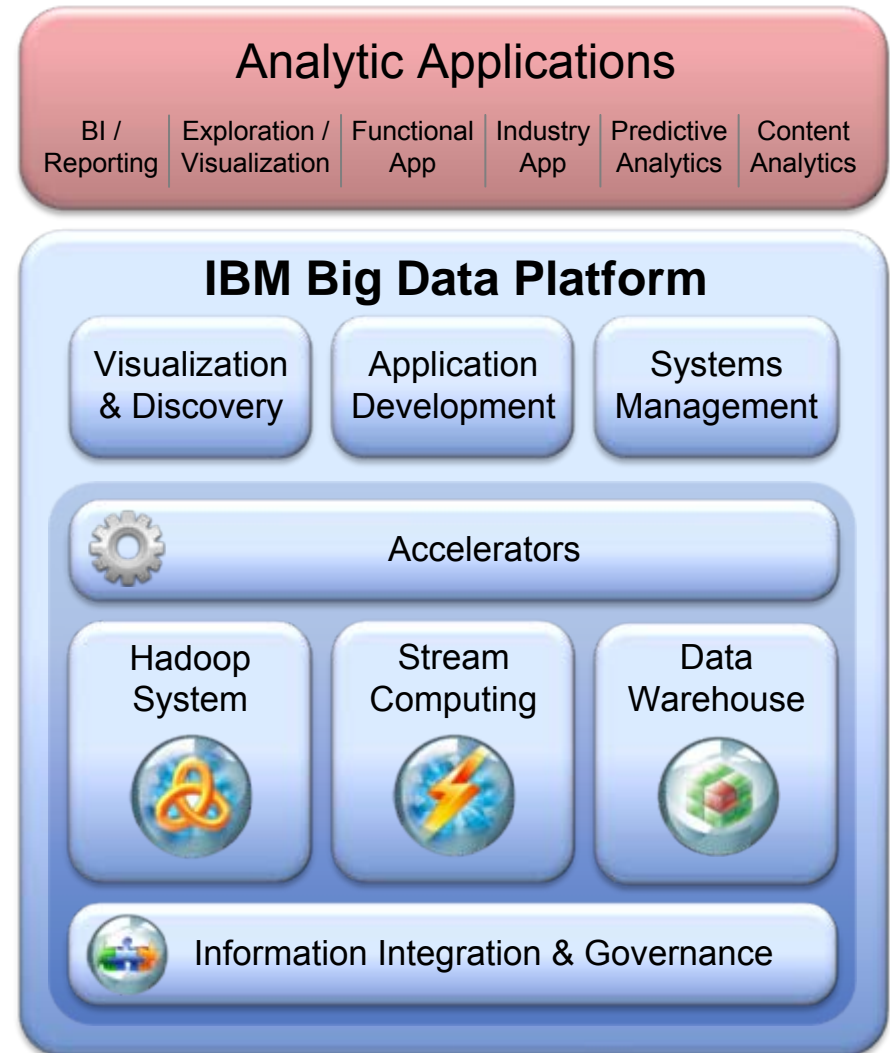 Analytic Applications
BI / Reporting
Exploration / Visualization
Functional App
Industry App
Predictive Analytics
Content Analytics
IBM Big Data Platform
Visualization
& Discovery
Application
Development
Systems
Management
Accelerators
Hadoop
System
Stream
Computing
Data
Warehouse
Information Integration & Governance